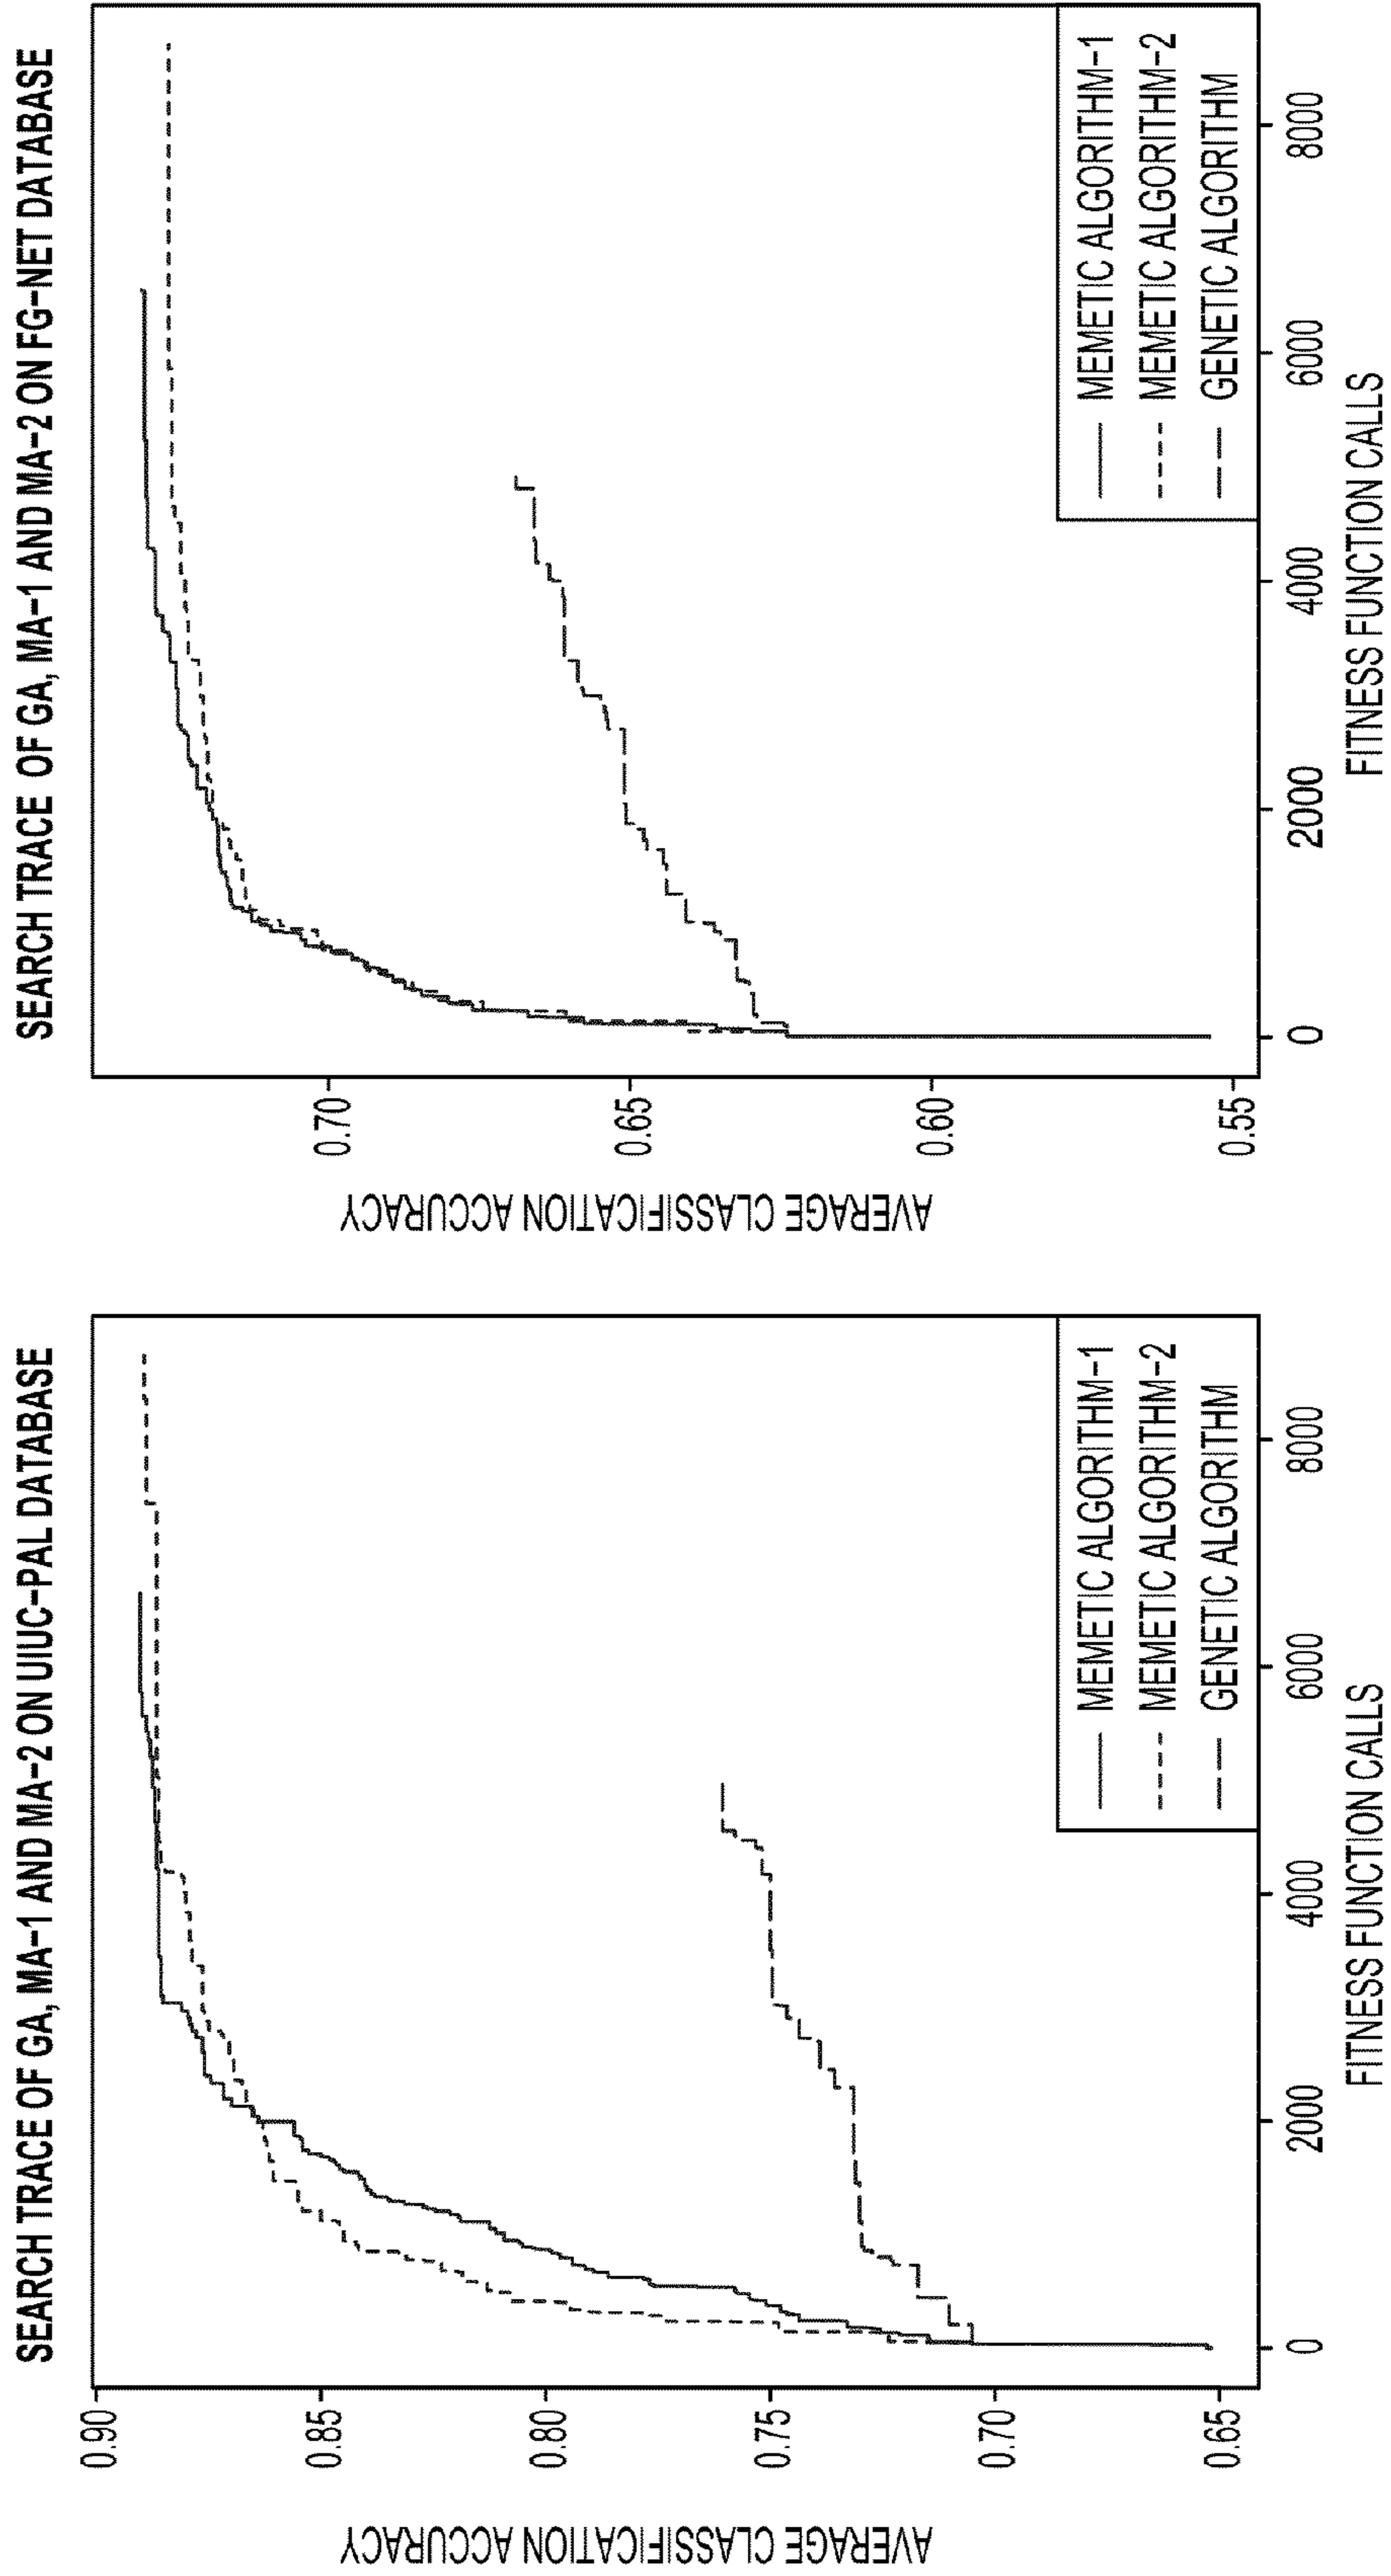 SEARCH TRACE OF GA, MA-1 AND MA-2 ON UIUC-PAL DATABASE
AVERAGE CLASSIFICATION ACCURACY
0.90
0.85
0.80
0.75
0.70
0.65
0
2000
4000
6000
8000
FITNESS FUNCTION CALLS
MEMETIC ALGORITHM-1
MEMETIC ALGORITHM-2
GENETIC ALGORITHM
SEARCH TRACE OF GA, MA-1 AND MA-2 ON FG-NET DATABASE
AVERAGE CLASSIFICATION ACCURACY
0.70
0.65
0.60
0.55
0
2000
4000
6000
8000
FITNESS FUNCTION CALLS
MEMETIC ALGORITHM-1
MEMETIC ALGORITHM-2
GENETIC ALGORITHM